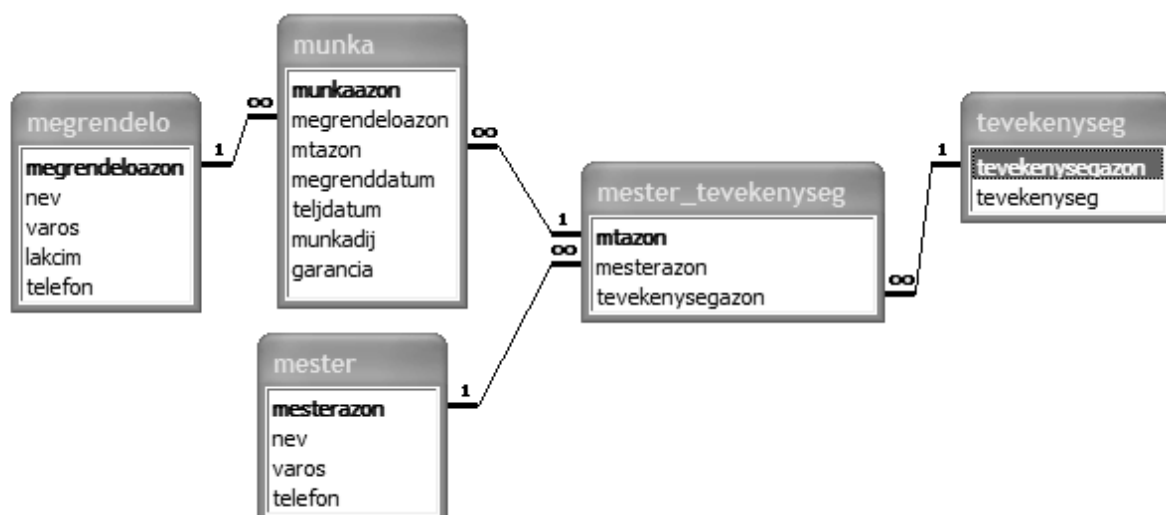 munka
munkaazon
megrendeloazon
mtazon
megrenddatum
teljdatum
munkadij
garancia
megrendelo
megrendeloazon
nev
varos
lakcim
telefon
tevekenyseg
tevekenysegazon
tevekenyseg
mester_tevekenyseg
mtazon
mesterazon
tevekenysegazon
mester
mesterazon
nev
varos
telefon
1
∞
∞
1
∞
1
1
∞